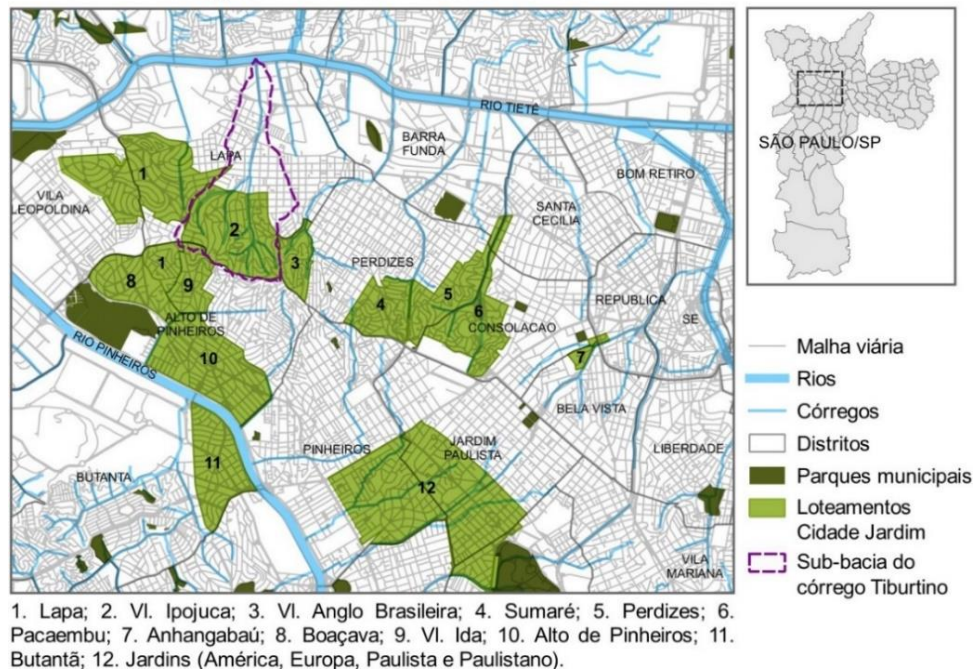 RIO TIETÊ
BARRA
FUNDA
LAPA
BOM RETIRO
1
VILA
LEOPOLDINA
SANTA
CECÍLIA
2
3
PERDIZES
1
8
9
5
4
6
REPÚBLICA
CONSOLACAO
SE
ALTO DE
PINHEIROS
RIO PINHEIROS
10
7
BELA VISTA
PINHEIROS
JARDIM
PAULISTA
LIBERDADE
11
BUTANTA
12
VILA
MARIANA
SÃO PAULO/SP
Malha viária
Rios
Córregos
Distritos
Parques municipais
Loteamentos
Cidade Jardim
Sub-bacia do
córrego Tiburtino
1. Lapa; 2. Vl. Ipojuca; 3. Vl. Anglo Brasileira; 4. Sumaré; 5. Perdizes; 6.
Pacaembu; 7. Anhangabaú; 8. Boaçava; 9. Vl. Ida; 10. Alto de Pinheiros; 11.
Butantã; 12. Jardins (América, Europa, Paulista e Paulistano).